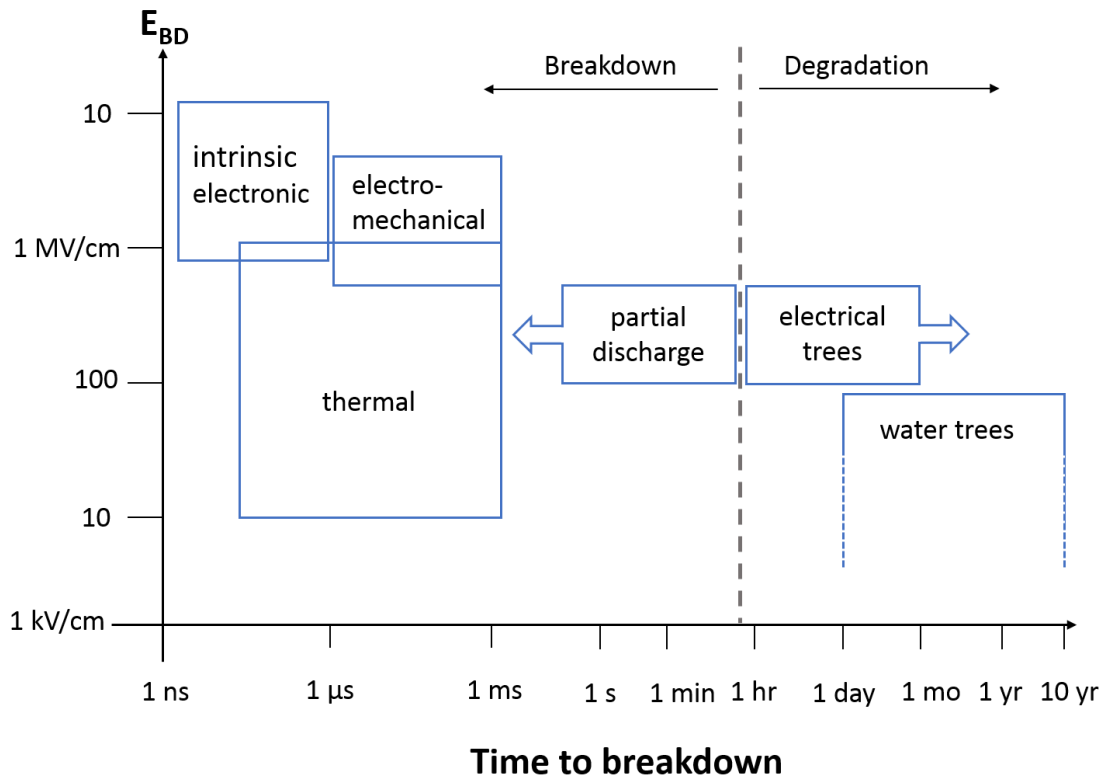 E_BD
Breakdown
Degradation
10
intrinsic
electronic
electro-
mechanical
1 MV/cm
partial
discharge
electrical
trees
100
thermal
water trees
10
1 kV/cm
1 ns
1 μs
1 ms
1 s
1 min
1 hr
1 day
1 mo
1 yr
10 yr
Time to breakdown